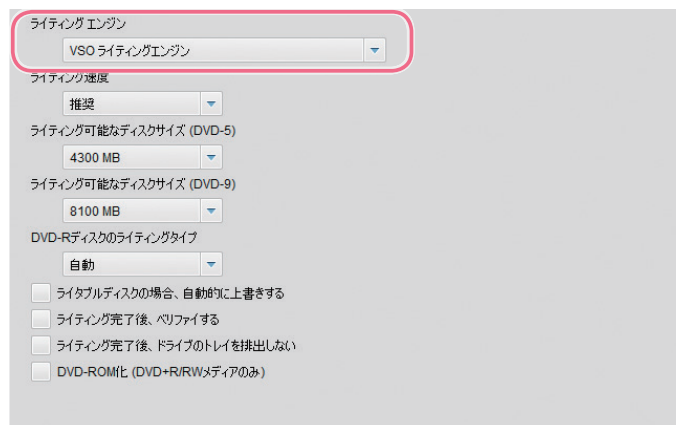 ライティング エンジン
VSO ライティングエンジン
ライティング速度
推奨
ライティング可能なディスクサイズ (DVD-5)
4300 MB
ライティング可能なディスクサイズ (DVD-9)
8100 MB
DVD-Rディスクのライティングタイプ
自動
ライタブルディスクの場合、自動的に上書きする
ライティング完了後、ベリファイする
ライティング完了後、ドライブのトレイを排出しない
DVD-ROM化 (DVD+R/RWメディアのみ)